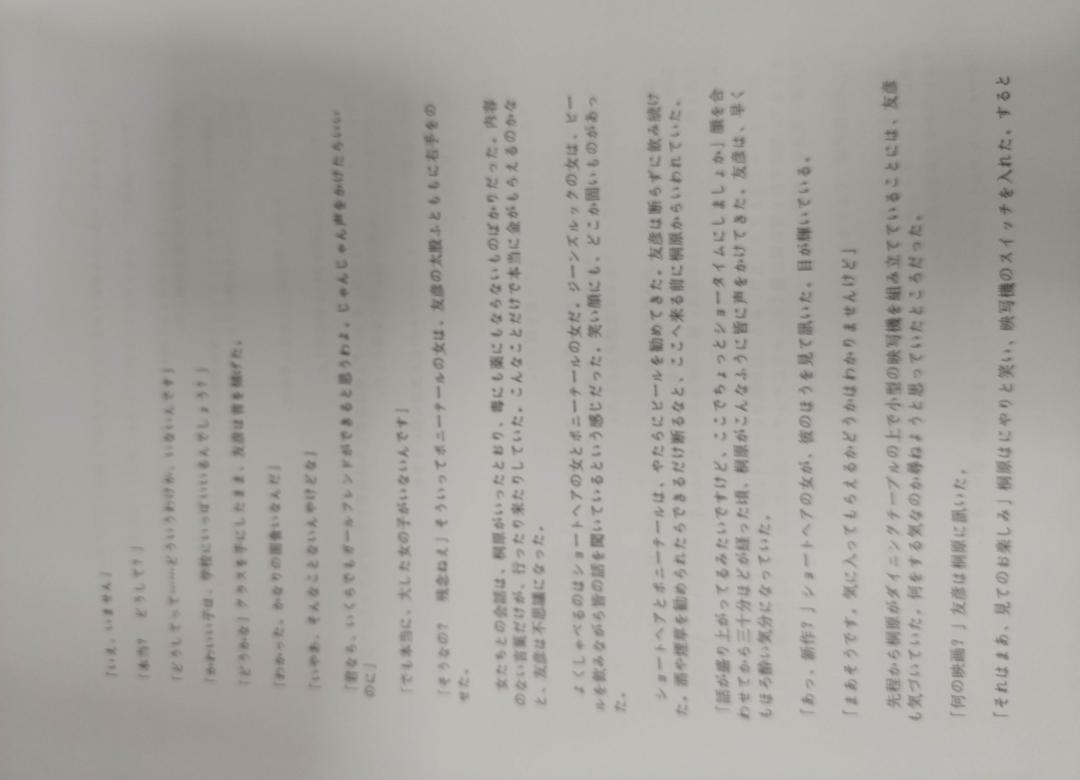 「いえ、いません」
「本当？　どうして？」
「どうしてって……どういうわけか、いないんです」
「かわいい子は、学校にいっぱいいるんでしょう？」
「どうかな」グラスを手にしたまま、友彦は首を傾げた。
「わかった。かなりの面食いなんだ」
「いやあ、そんなことないんやけどな」
「君なら、いくらでもガールフレンドができると思うわよ。じゃんじゃん声をかけたらいい
のに」
「でも本当に、大した女の子がいないんです」
「そうなの？　残念ねえ」そういってポニーテールの女は、友彦の太股ふとももに右手をの
せた。
女たちとの会話は、桐原がいったとおり、毒にも薬にもならないものばかりだった。内容
のない言葉だけが、行ったり来たりしていた。こんなことだけで本当に金がもらえるのかな
と、友彦は不思議になった。
よくしゃべるのはショートヘアの女とポニーテールの女だ。ジーンズルックの女は、ビー
ルを飲みながら皆の話を聞いているという感じだった。笑い顔にも、どこか固いものがあっ
た。
ショートヘアとポニーテールは、やたらにビールを勧めてきた。友彦は断らずに飲み続け
た。酒や煙草を勧められたらできるだけ断るなと、ここへ来る前に桐原からいわれていた。
「話が盛り上がってるみたいですけど、ここでちょっとショータイムにしましょか」顔を合
わせてから三十分ほどが経った頃、桐原がこんなふうに皆に声をかけてきた。友彦は、早く
もほろ酔い気分になっていた。
「あっ、新作？」ショートヘアの女が、彼のほうを見て訊いた。目が輝いている。
「まあそうです。気に入ってもらえるかどうかはわかりませんけど」
先程から桐原がダイニングテーブルの上で小型の映写機を組み立てていることには、友彦
も気づいていた。何をする気なのか尋ねようと思っていたところだった。
「何の映画？」友彦は桐原に訊いた。
「それはまあ、見てのお楽しみ」桐原はにやりと笑い、映写機のスイッチを入れた。すると